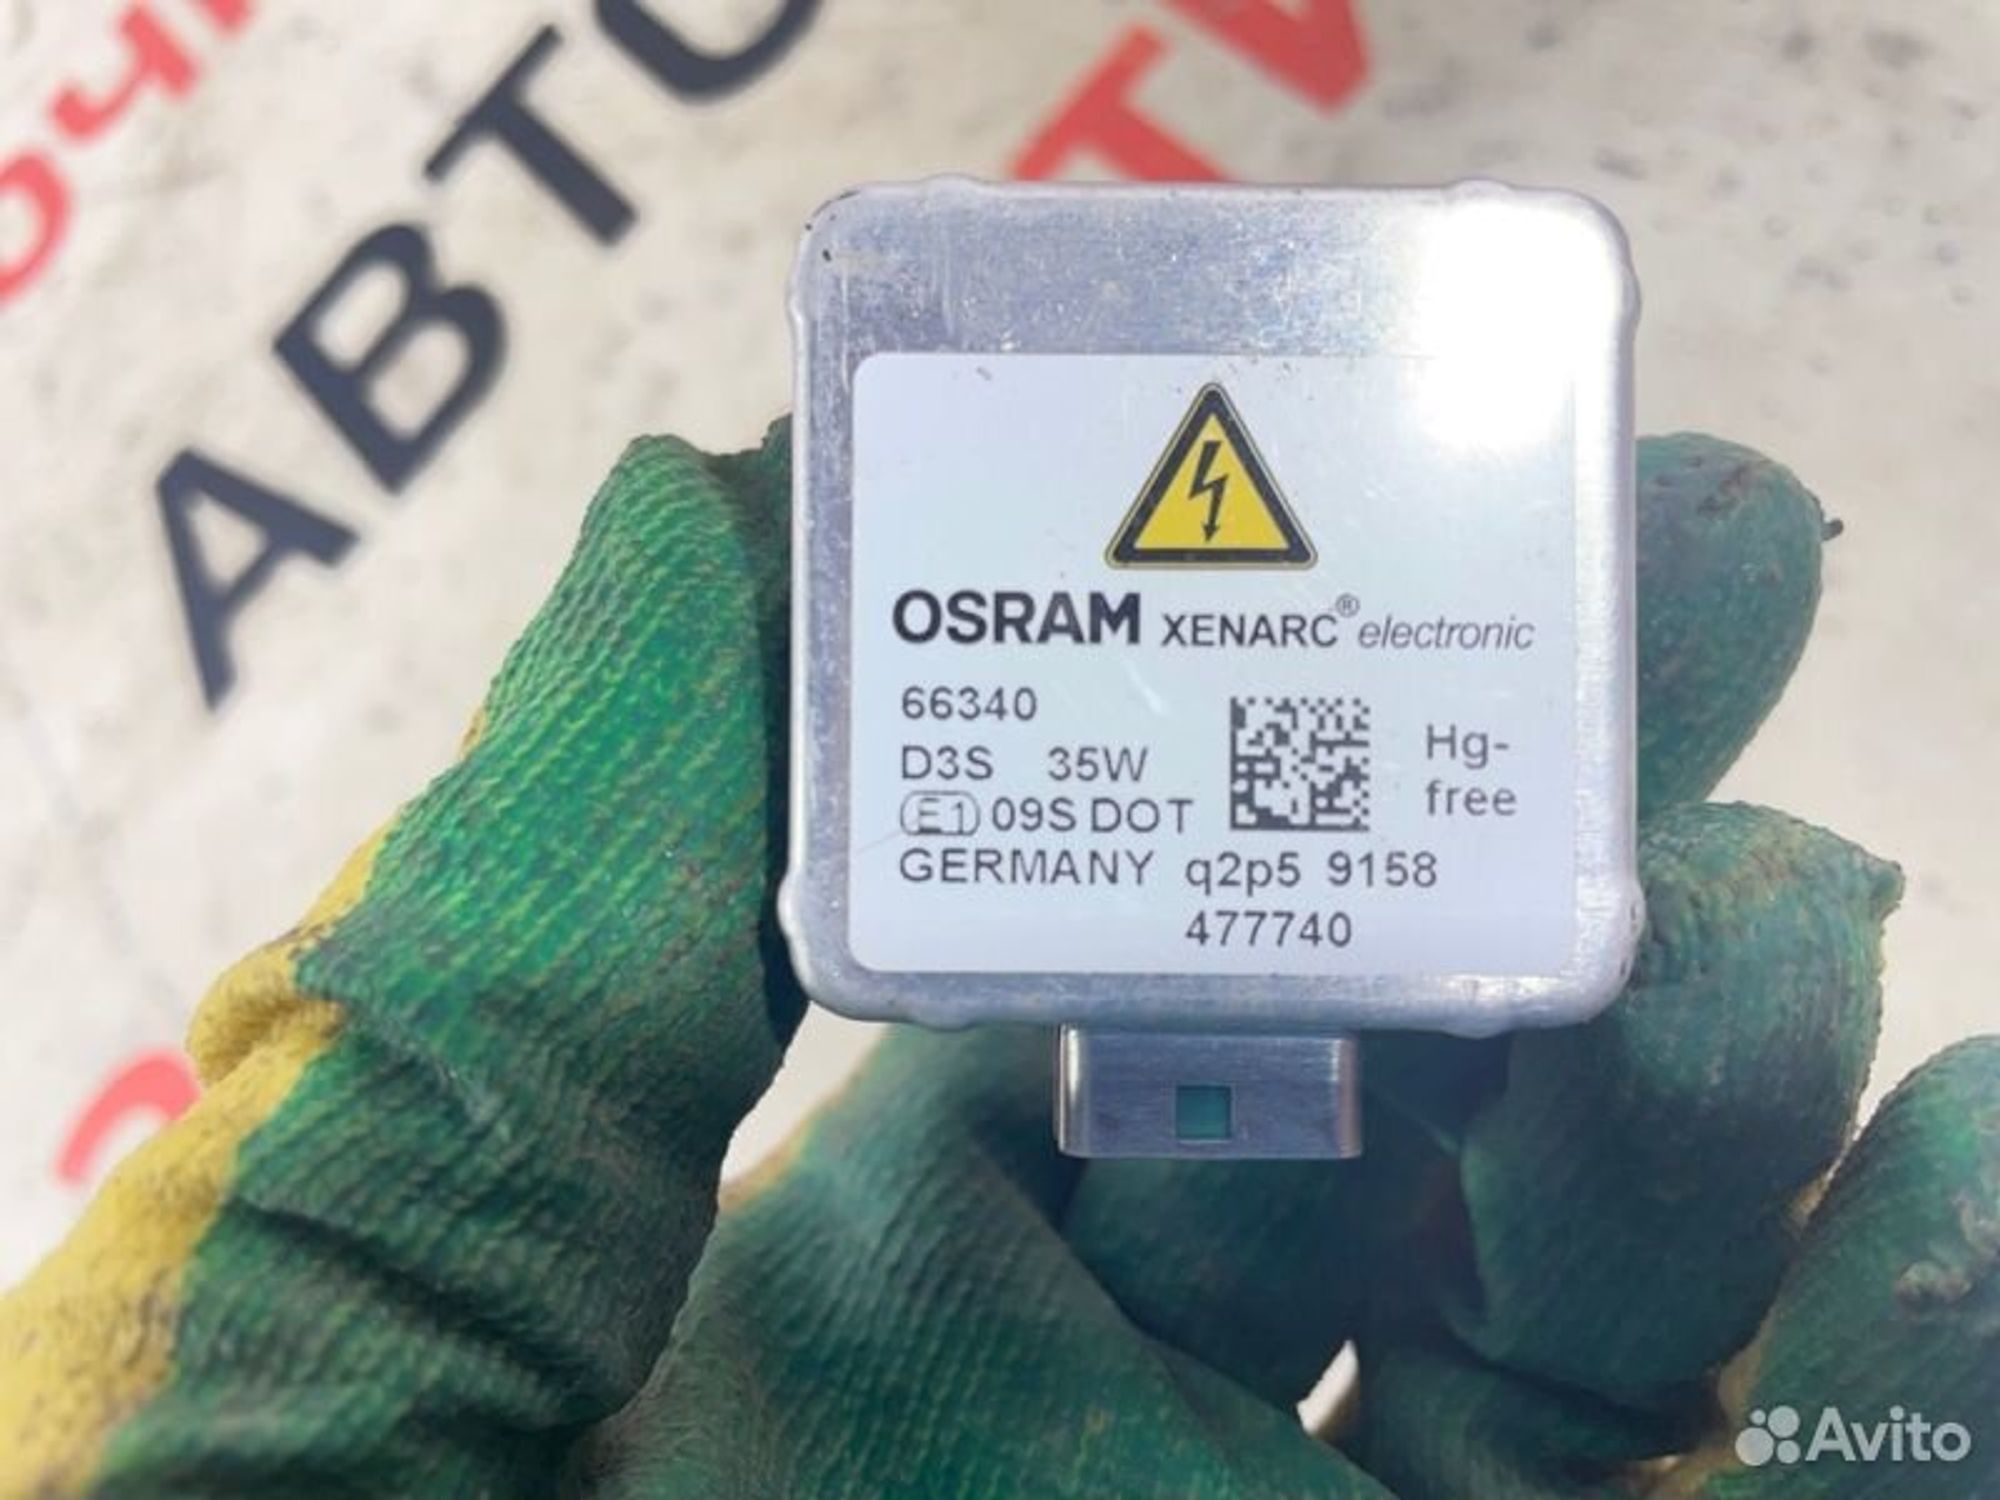 АВТО
OSRAM XENARC® electronic
66340
D3S 35W
Hg-
free
E1 09S DOT
GERMANY q2p5 9158
477740
Avito